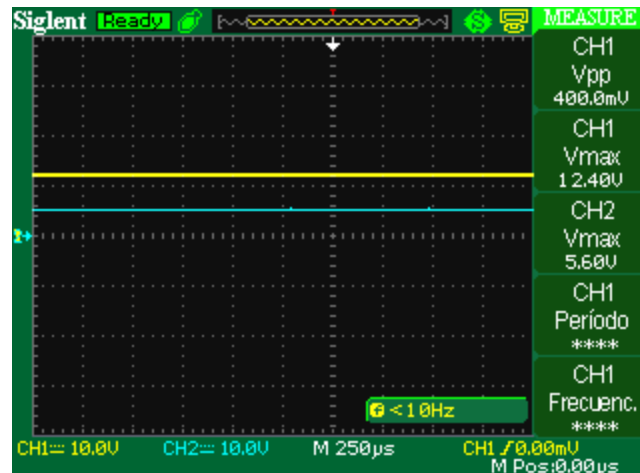 Siglent Ready MEASURE
CH1
Vpp
400.0mV
CH1
Vmax
12.40V
CH2
Vmax
5.60V
CH1
Período
****
CH1
Frecuenc.
****
f<10Hz
CH1 10.0V CH2 10.0V M 250µs CH1 0.00mV
M Pos:0.00µs